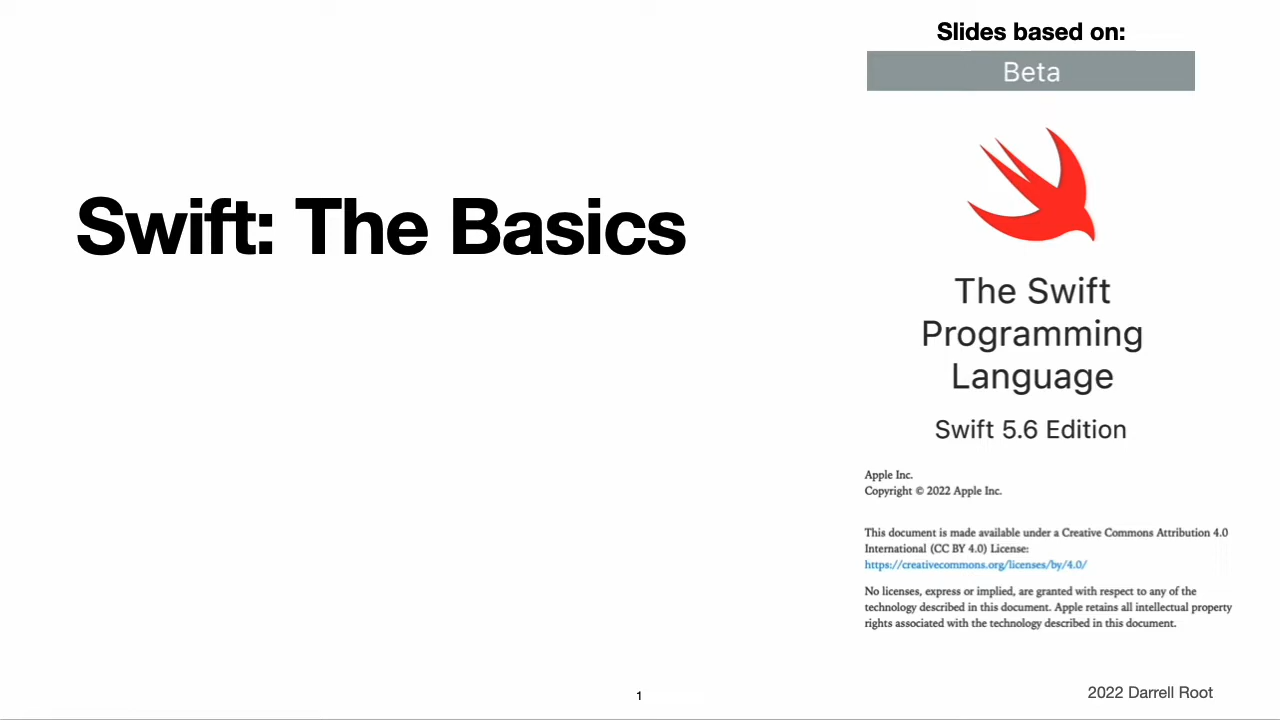 Slides based on:
Beta
Swift: The Basics
The Swift
Programming
Language
Swift 5.6 Edition
Apple Inc.
Copyright © 2022 Apple Inc.
This document is made available under a Creative Commons Attribution 4.0
International (CC BY 4.0) License:
https://creativecommons.org/licenses/by/4.0/
No licenses, express or implied, are granted with respect to any of the
technology described in this document. Apple retains all intellectual property
rights associated with the technology described in this document.
1
2022 Darrell Root